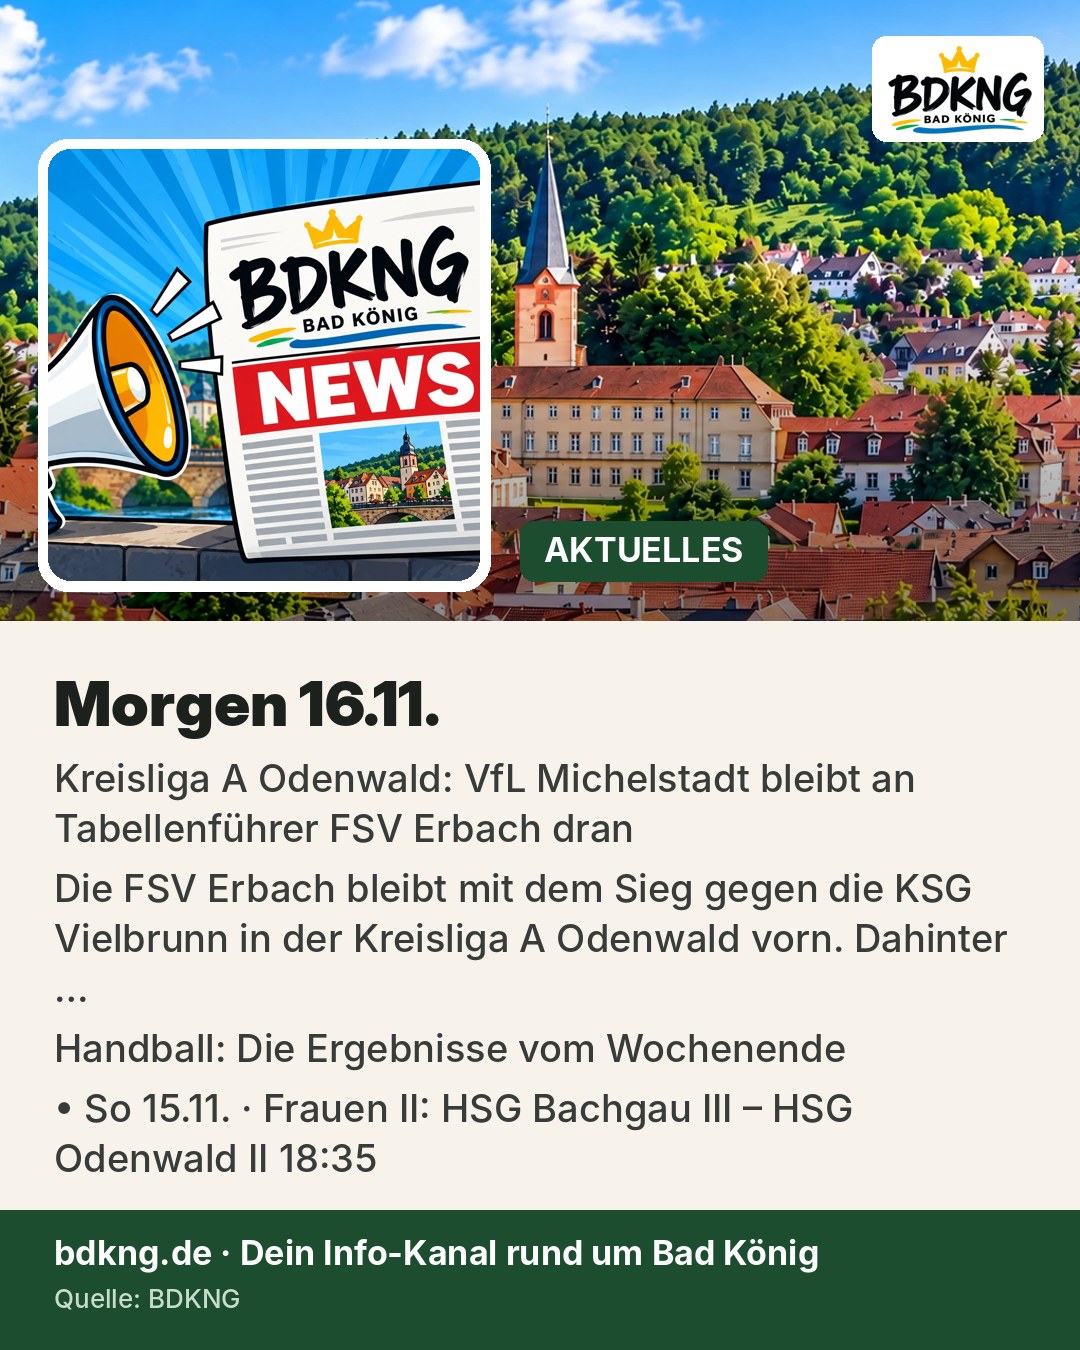 BDKNG
BAD KÖNIG
BDKNG
BAD KÖNIG
NEWS
AKTUELLES
Morgen 16.11.
Kreisliga A Odenwald: VfL Michelstadt bleibt an
Tabellenführer FSV Erbach dran
Die FSV Erbach bleibt mit dem Sieg gegen die KSG
Vielbrunn in der Kreisliga A Odenwald vorn. Dahinter
…
Handball: Die Ergebnisse vom Wochenende
• So 15.11. · Frauen II: HSG Bachgau III – HSG
Odenwald II 18:35
bdkng.de · Dein Info-Kanal rund um Bad König
Quelle: BDKNG